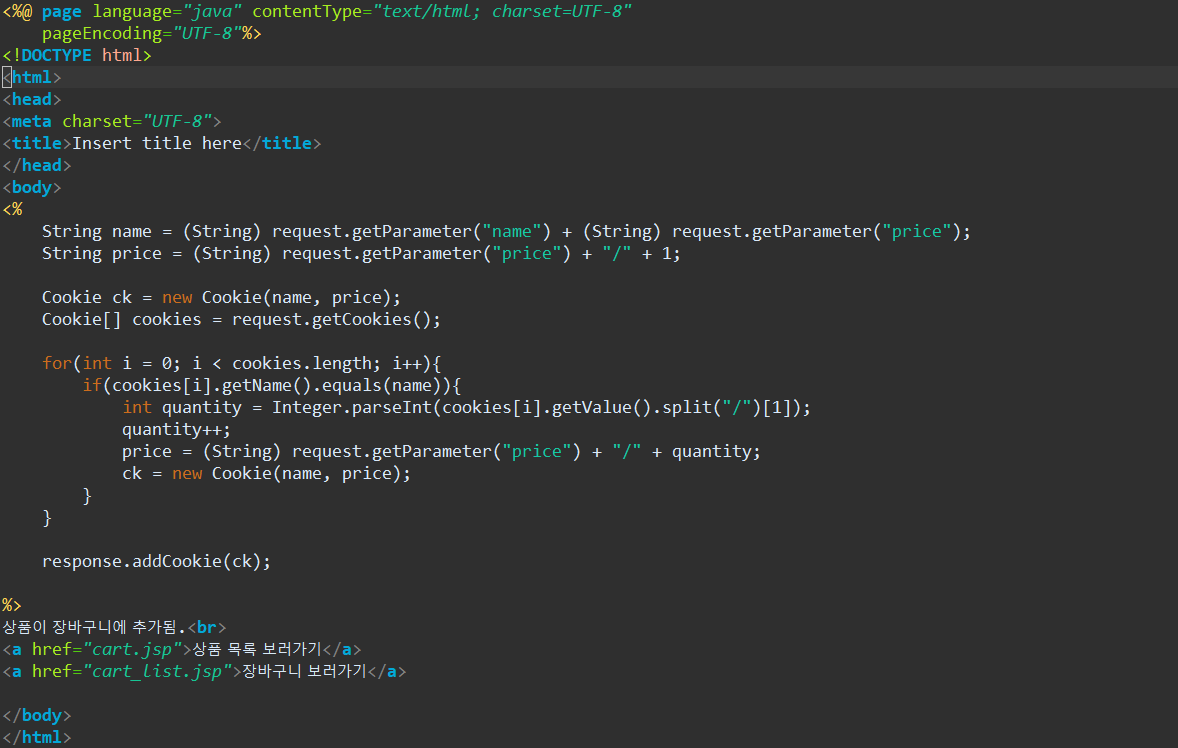 <%@ page language="java" contentType="text/html; charset=UTF-8"
    pageEncoding="UTF-8"%>
<!DOCTYPE html>
<html>
<head>
<meta charset="UTF-8">
<title>Insert title here</title>
</head>
<body>
<%
    String name = (String) request.getParameter("name") + (String) request.getParameter("price");
    String price = (String) request.getParameter("price") + "/" + 1;

    Cookie ck = new Cookie(name, price);
    Cookie[] cookies = request.getCookies();

    for(int i = 0; i < cookies.length; i++){
        if(cookies[i].getName().equals(name)){
            int quantity = Integer.parseInt(cookies[i].getValue().split("/")[1]);
            quantity++;
            price = (String) request.getParameter("price") + "/" + quantity;
            ck = new Cookie(name, price);
        }
    }

    response.addCookie(ck);

%>
상품이 장바구니에 추가됨.<br>
<a href="cart.jsp">상품 목록 보러가기</a>
<a href="cart_list.jsp">장바구니 보러가기</a>

</body>
</html>